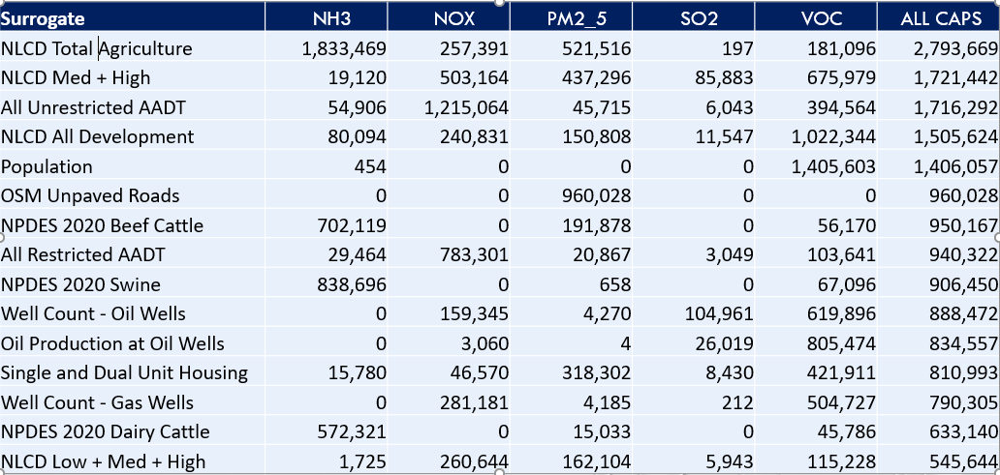 Surrogate NH3 NOX PM2_5 SO2 VOC ALL CAPS
NLCD Total Agriculture 1,833,469 257,391 521,516 197 181,096 2,793,669
NLCD Med + High 19,120 503,164 437,296 85,883 675,979 1,721,442
All Unrestricted AADT 54,906 1,215,064 45,715 6,043 394,564 1,716,292
NLCD All Development 80,094 240,831 150,808 11,547 1,022,344 1,505,624
Population 454 0 0 0 1,405,603 1,406,057
OSM Unpaved Roads 0 0 960,028 0 0 960,028
NPDES 2020 Beef Cattle 702,119 0 191,878 0 56,170 950,167
All Restricted AADT 29,464 783,301 20,867 3,049 103,641 940,322
NPDES 2020 Swine 838,696 0 658 0 67,096 906,450
Well Count - Oil Wells 0 159,345 4,270 104,961 619,896 888,472
Oil Production at Oil Wells 0 3,060 4 26,019 805,474 834,557
Single and Dual Unit Housing 15,780 46,570 318,302 8,430 421,911 810,993
Well Count - Gas Wells 0 281,181 4,185 212 504,727 790,305
NPDES 2020 Dairy Cattle 572,321 0 15,033 0 45,786 633,140
NLCD Low + Med + High 1,725 260,644 162,104 5,943 115,228 545,644